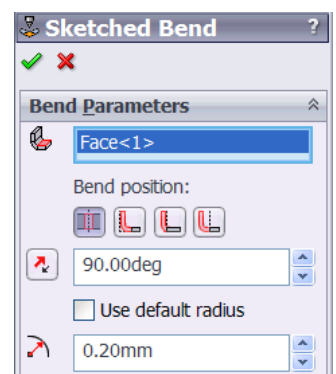 Sketched Bend ?
Bend Parameters
Face<1>
Bend position:
90.00deg
Use default radius
0.20mm